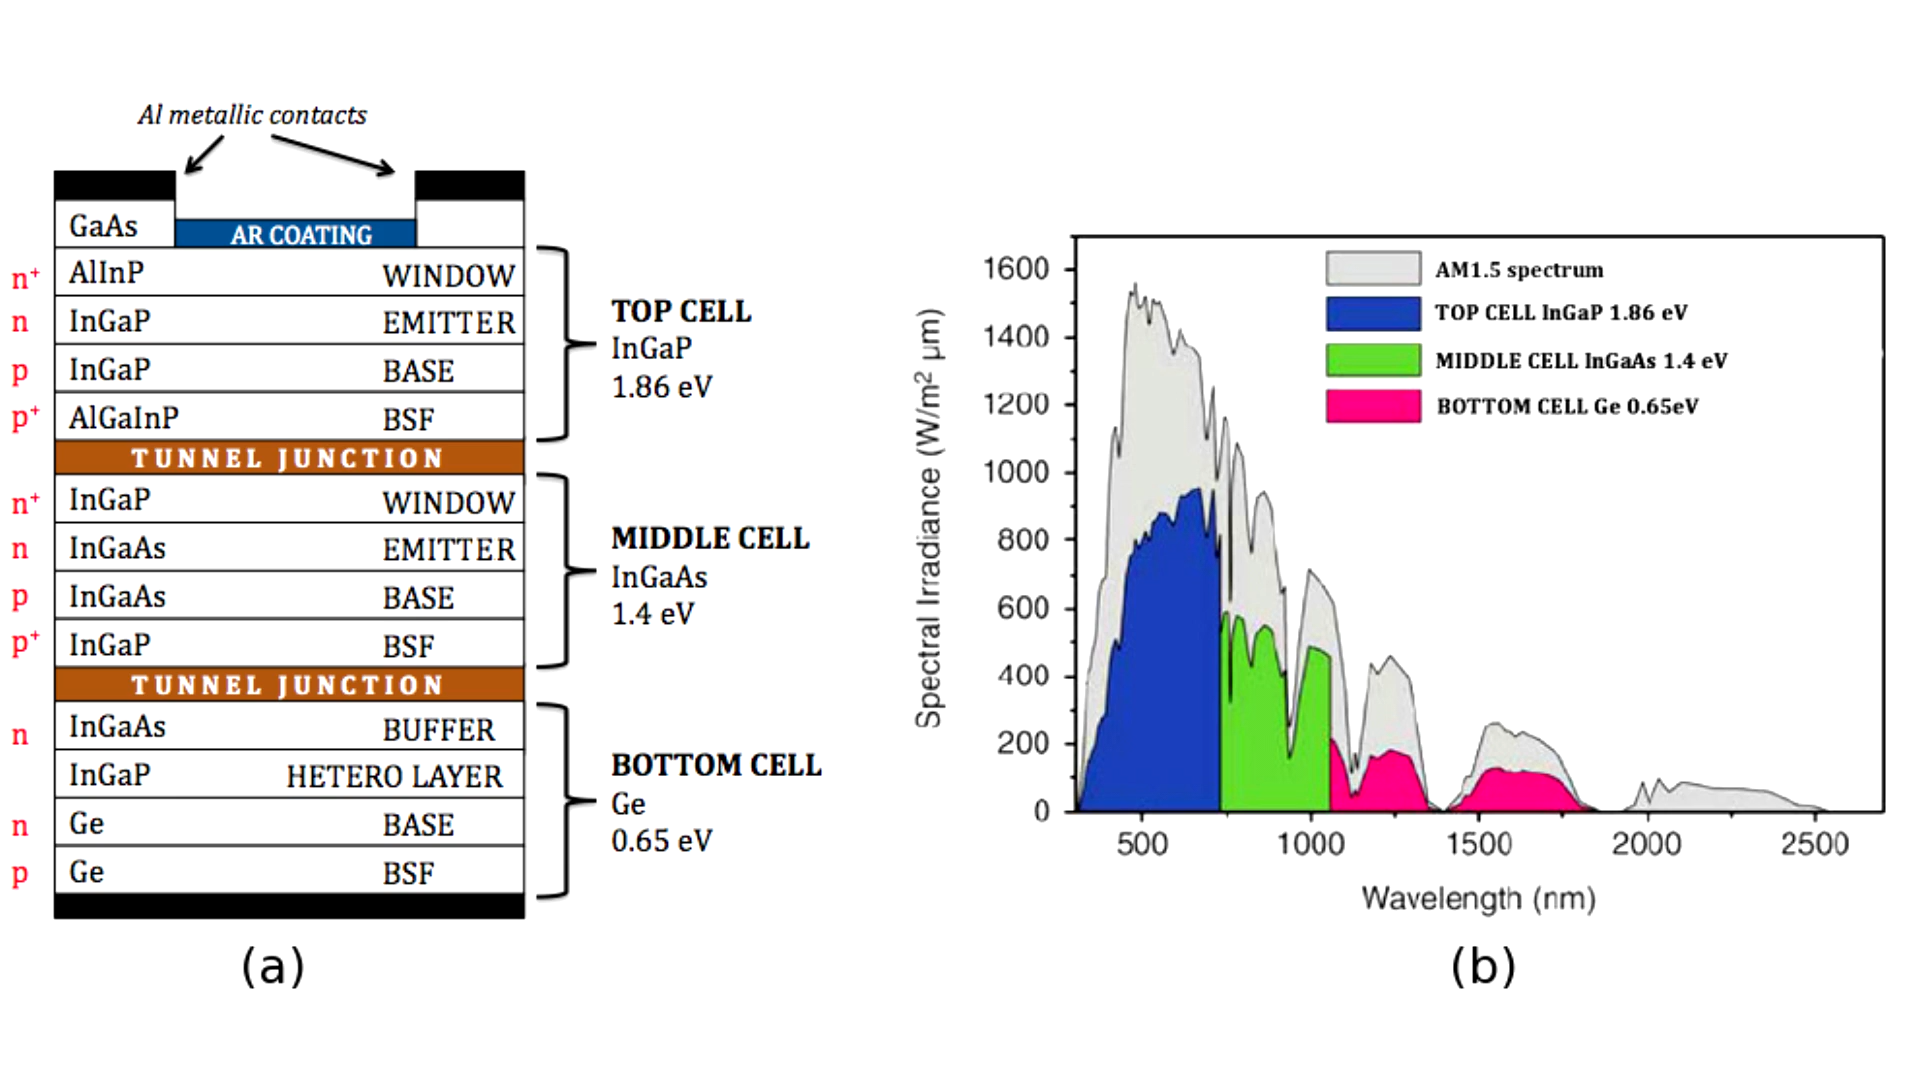 Al metallic contacts
GaAs
AR COATING
n⁺ AlInP WINDOW
n InGaP EMITTER
p InGaP BASE
p⁺ AlGaInP BSF
TOP CELL
InGaP
1.86 eV
TUNNEL JUNCTION
n⁺ InGaP WINDOW
n InGaAs EMITTER
p InGaAs BASE
p⁺ InGaP BSF
MIDDLE CELL
InGaAs
1.4 eV
TUNNEL JUNCTION
n InGaAs BUFFER
InGaP HETERO LAYER
n Ge BASE
p Ge BSF
BOTTOM CELL
Ge
0.65 eV
(a)
Spectral Irradiance (W/m² µm)
1600
1400
1200
1000
800
600
400
200
0
AM1.5 spectrum
TOP CELL InGaP 1.86 eV
MIDDLE CELL InGaAs 1.4 eV
BOTTOM CELL Ge 0.65eV
500 1000 1500 2000 2500
Wavelength (nm)
(b)